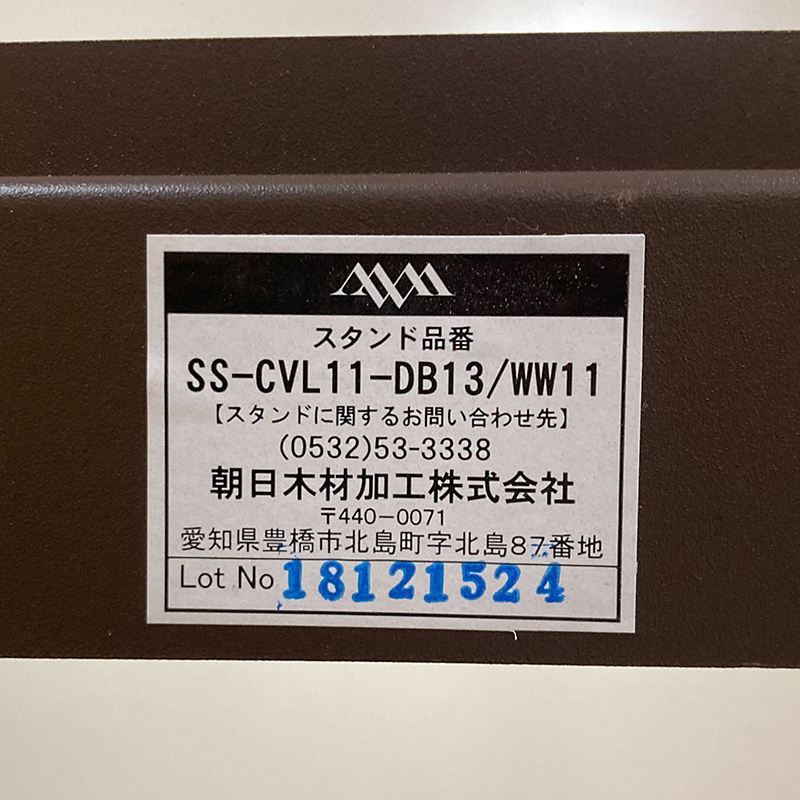 AWM
スタンド品番
SS-CVL11-DB13/WW11
【スタンドに関するお問い合わせ先】
(0532)53-3338
朝日木材加工株式会社
〒440-0071
愛知県豊橋市北島町字北島87番地
Lot No 18121524